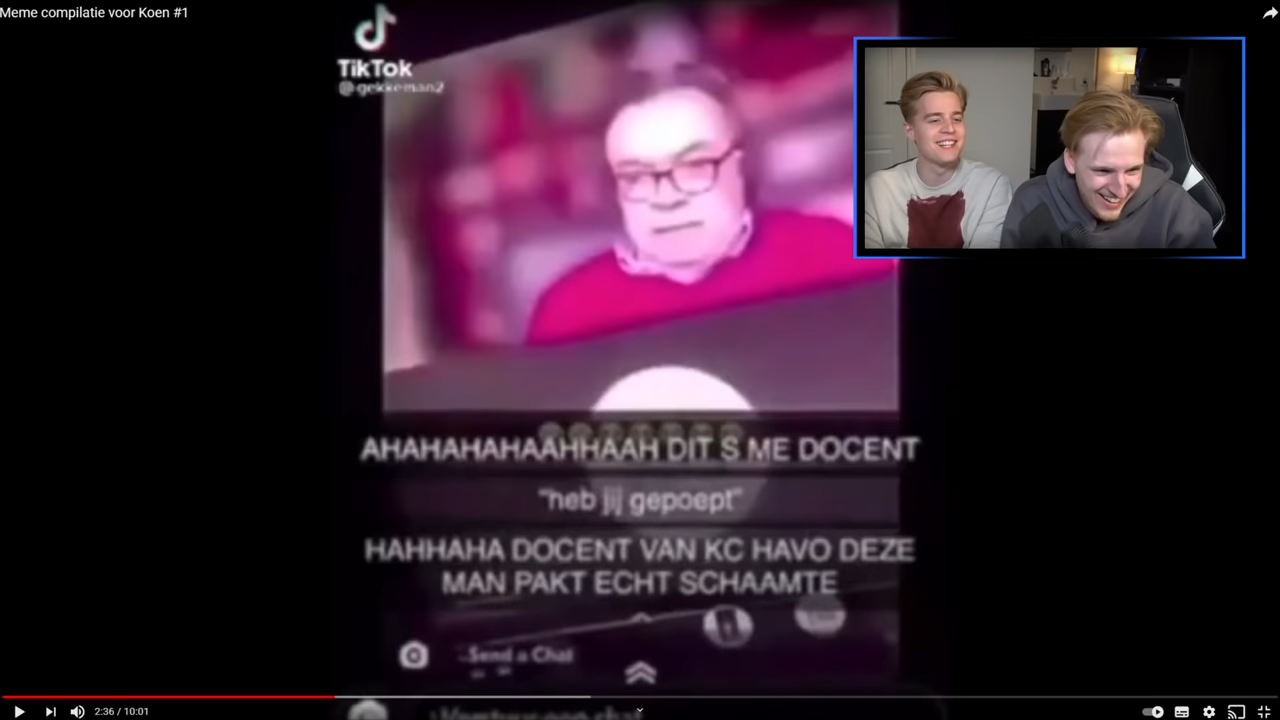 Meme compilatie voor Koen #1
TikTok
@gekkeman2
AHAHAHAHAAHHAAH DIT S ME DOCENT
"heb jij gepoept"
HAHHAHA DOCENT VAN KC HAVO DEZE
MAN PAKT ECHT SCHAAMTE
Send a Chat
2:36 / 10:01